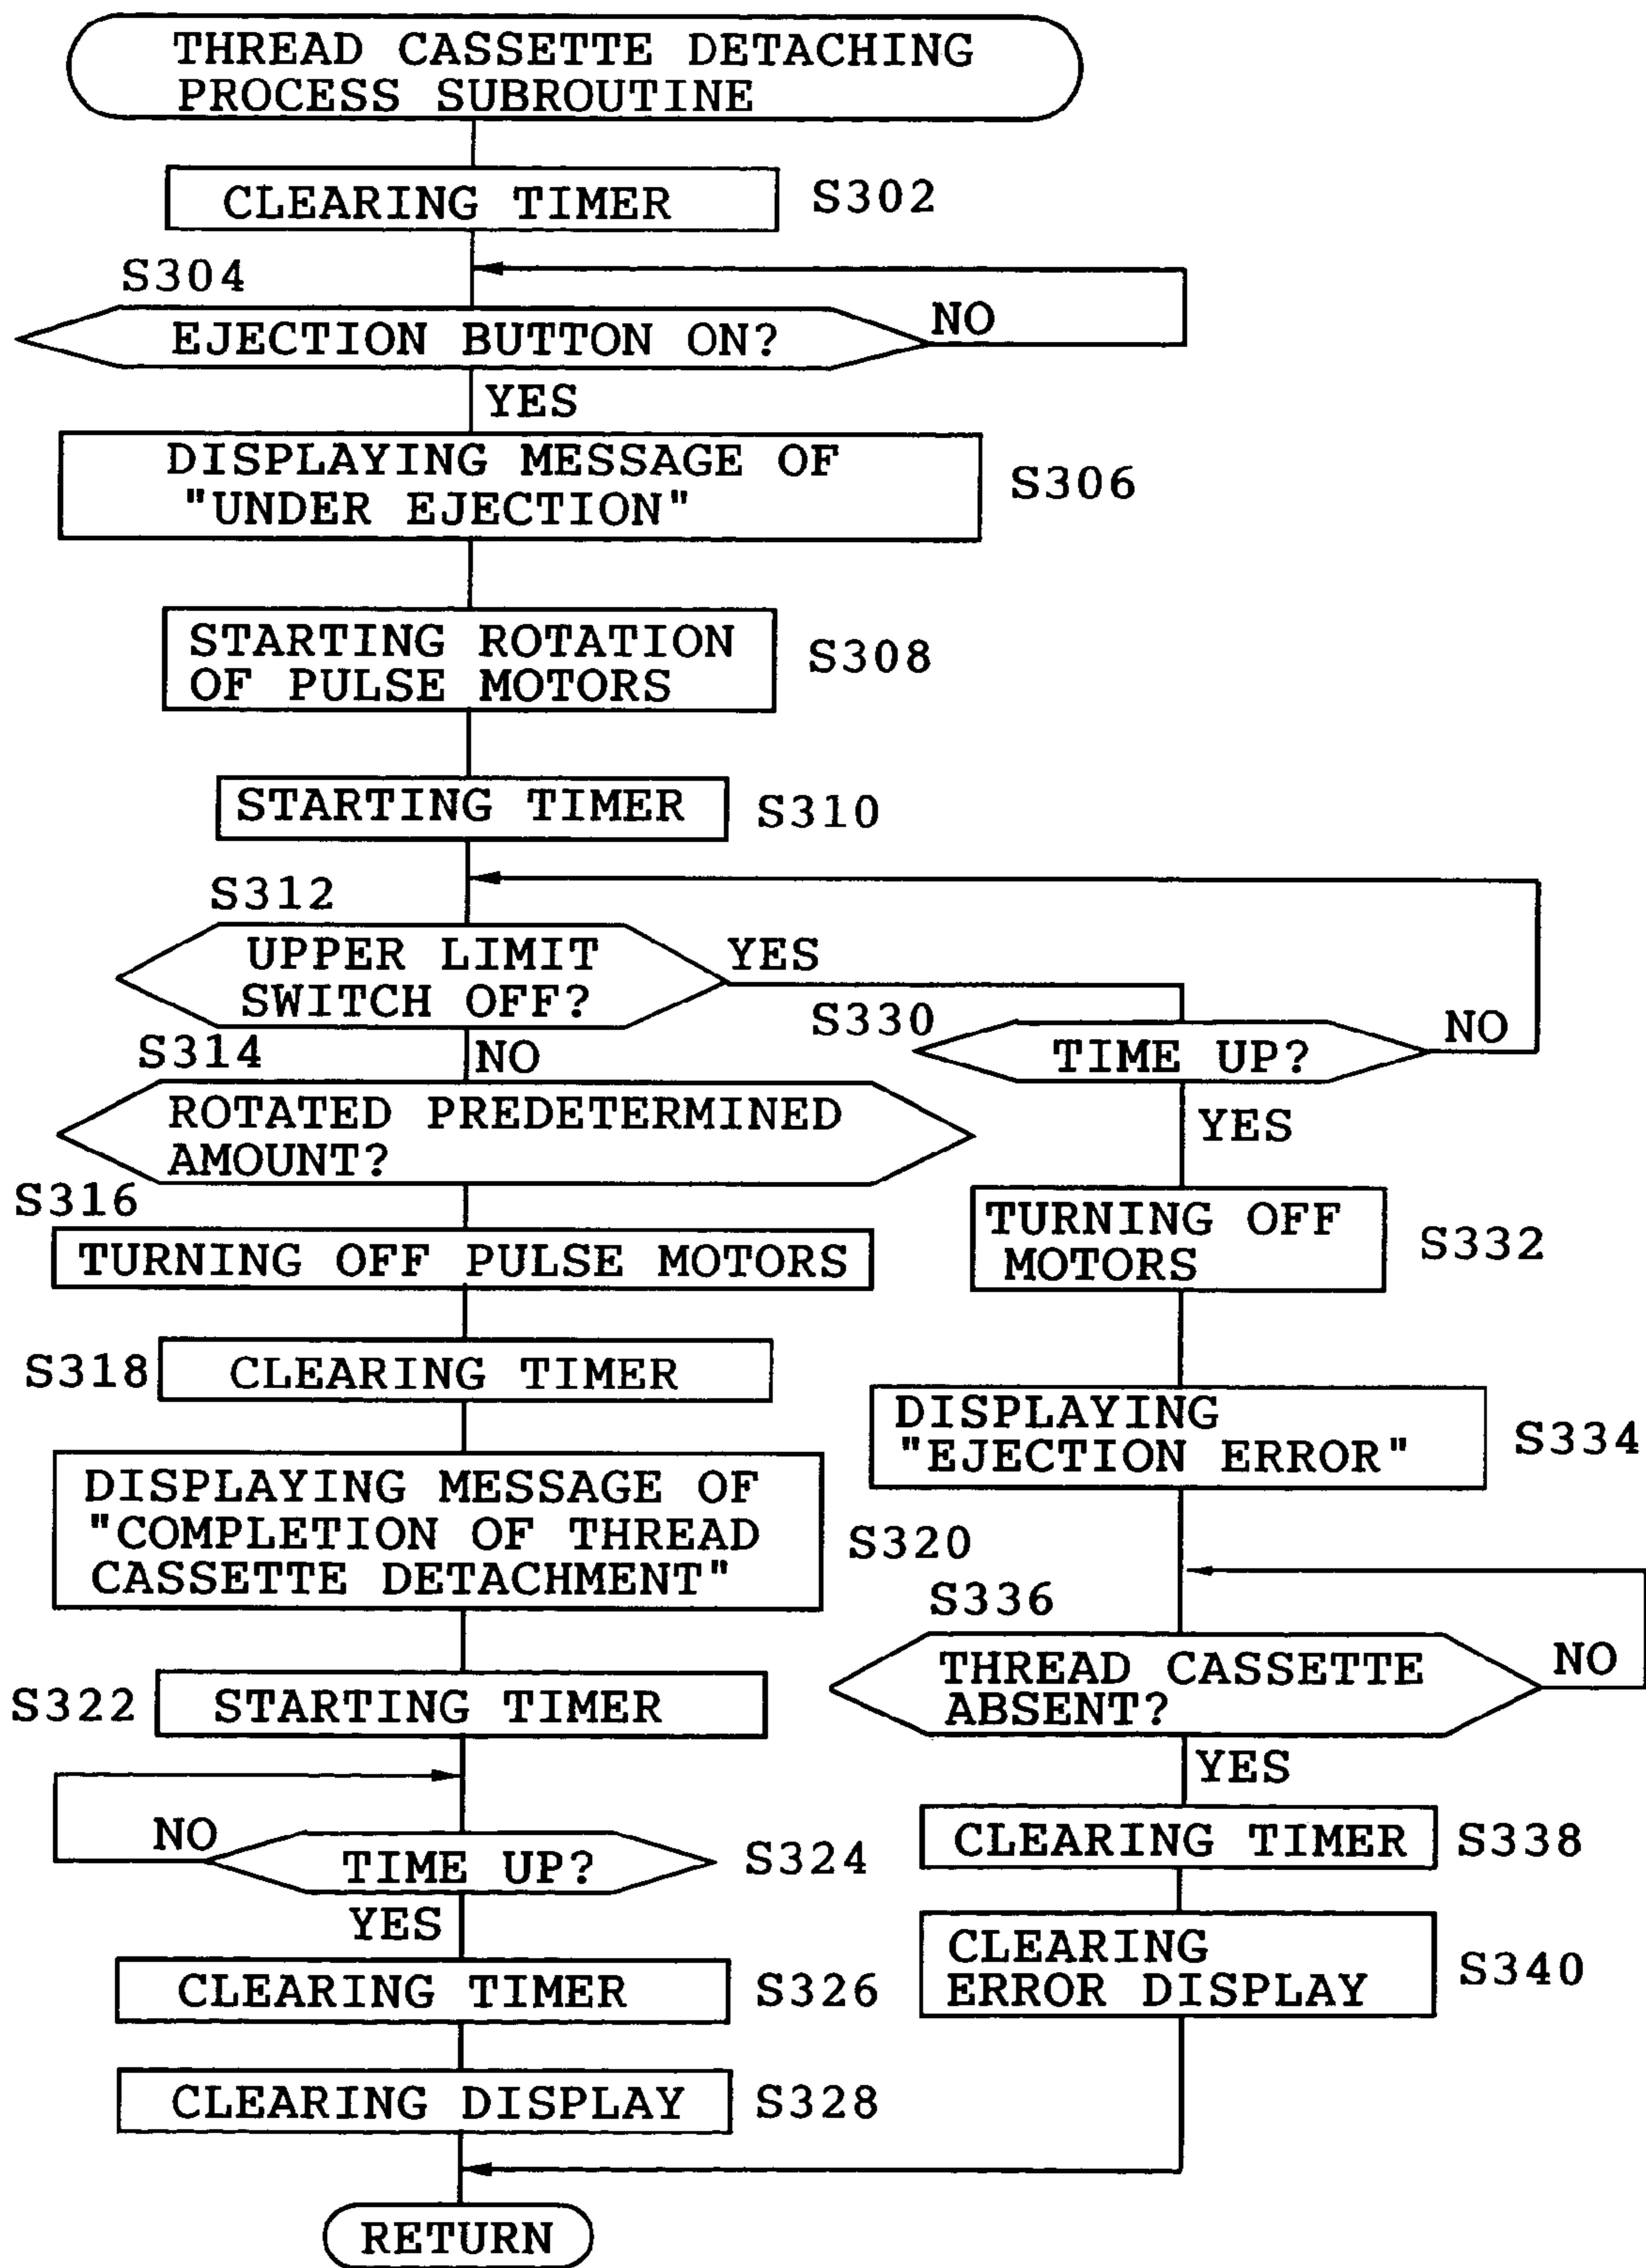 THREAD CASSETTE DETACHING
PROCESS SUBROUTINE
CLEARING TIMER
S302
S304
EJECTION BUTTON ON?
NO
YES
DISPLAYING MESSAGE OF
"UNDER EJECTION"
S306
STARTING ROTATION
OF PULSE MOTORS
S308
STARTING TIMER
S310
S312
UPPER LIMIT
SWITCH OFF?
YES
NO
S330
TIME UP?
NO
YES
S314
ROTATED PREDETERMINED
AMOUNT?
S316
TURNING OFF PULSE MOTORS
TURNING OFF
MOTORS
S332
S318
CLEARING TIMER
DISPLAYING
"EJECTION ERROR"
S334
DISPLAYING MESSAGE OF
"COMPLETION OF THREAD
CASSETTE DETACHMENT"
S320
S336
THREAD CASSETTE
ABSENT?
NO
YES
S322
STARTING TIMER
NO
TIME UP?
S324
YES
CLEARING TIMER
S338
CLEARING TIMER
S326
CLEARING
ERROR DISPLAY
S340
CLEARING DISPLAY
S328
RETURN